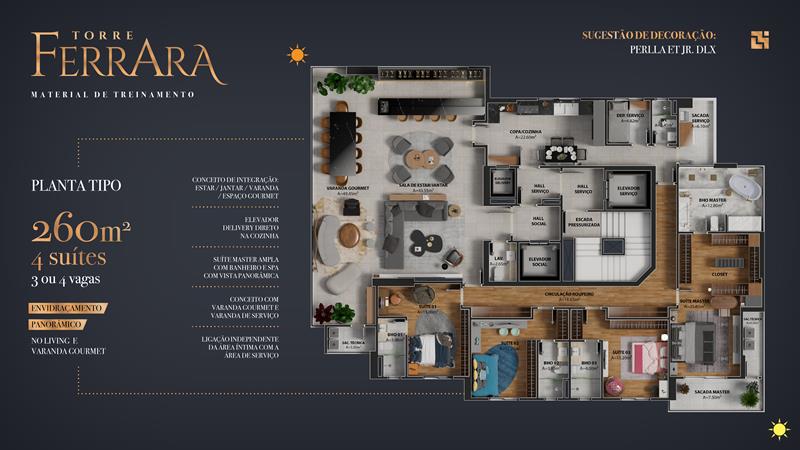 TORRE
FERRARA
MATERIAL DE TREINAMENTO
SUGESTÃO DE DECORAÇÃO:
PERLLA ET JR. DLX
PLANTA TIPO
260m²
4 suítes
3 ou 4 vagas
ENVIDRAÇAMENTO
PANORÂMICO
NO LIVING E
VARANDA GOURMET
CONCEITO DE INTEGRAÇÃO:
ESTAR / JANTAR / VARANDA
/ ESPAÇO GOURMET
ELEVADOR
DELIVERY DIRETO
NA COZINHA
SUÍTE MASTER AMPLA
COM BANHEIRO E SPA
COM VISTA PANORÂMICA
CONCEITO COM
VARANDA GOURMET E
VARANDA DE SERVIÇO
LIGAÇÃO INDEPENDENTE
DA ÁREA ÍNTIMA COM A
ÁREA DE SERVIÇO
VARANDA GOURMET
SALA DE ESTAR/JANTAR
COPA/COZINHA
A=22.60m²
DEP. SERVIÇO
SACADA
SERVIÇO
ELEVADOR
DELIVERY
HALL
SERVIÇO
HALL
SERVIÇO
ELEVADOR
SERVIÇO
BHO MASTER
A=12.80m²
HALL
SOCIAL
ESCADA
PRESSURIZADA
LAV.
ELEVADOR
SOCIAL
CLOSET
CIRCULAÇÃO/ROUPEIRO
SUÍTE MASTER
SUÍTE 01
SAC. TÉCNICA
BHO 01
SUÍTE 02
BHO 02
BHO 03
SUÍTE 03
SACADA MASTER
A=7.50m²